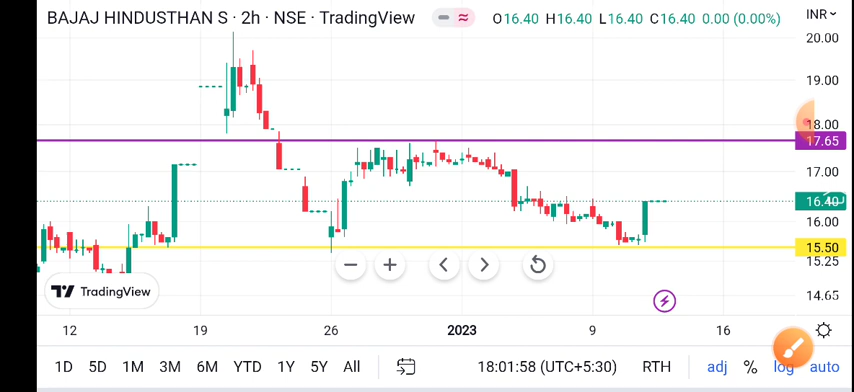 BAJAJ HINDUSTHAN S · 2h · NSE · TradingView
O16.40 H16.40 L16.40 C16.40 0.00 (0.00%)
INR
20.00
19.00
18.00
17.65
17.00
16.40
16.00
15.50
15.25
14.65
TradingView
12 19 26 2023 9 16
1D 5D 1M 3M 6M YTD 1Y 5Y All 18:01:58 (UTC+5:30) RTH adj % log auto